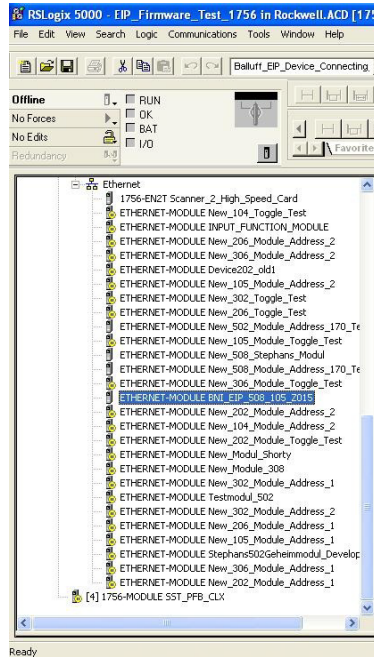 RSLogix 5000 - EIP_Firmware_Test_1756 in Rockwell.ACD [17
File Edit View Search Logic Communications Tools Window Help
Balluff_EIP_Device_Connecting
Offline
RUN
No Forces
OK
No Edits
BAT
Redundancy
I/O
Favorite
Ethernet
1756-EN2T Scanner_2_High_Speed_Card
ETHERNET-MODULE New_104_Toggle_Test
ETHERNET-MODULE INPUT_FUNCTION_MODULE
ETHERNET-MODULE New_206_Module_Address_2
ETHERNET-MODULE New_306_Module_Address_2
ETHERNET-MODULE Device202_old1
ETHERNET-MODULE New_105_Module_Address_2
ETHERNET-MODULE New_302_Toggle_Test
ETHERNET-MODULE New_206_Toggle_Test
ETHERNET-MODULE New_502_Module_Address_170_Te
ETHERNET-MODULE New_105_Module_Toggle_Test
ETHERNET-MODULE New_508_Stephans_Modul
ETHERNET-MODULE New_508_Module_Address_170_Te
ETHERNET-MODULE New_306_Module_Toggle_Test
ETHERNET-MODULE BNI_EIP_508_105_Z015
ETHERNET-MODULE New_202_Module_Address_2
ETHERNET-MODULE New_104_Module_Address_2
ETHERNET-MODULE New_202_Module_Toggle_Test
ETHERNET-MODULE New_Modul_Shorty
ETHERNET-MODULE New_Module_308
ETHERNET-MODULE New_302_Module_Address_1
ETHERNET-MODULE Testmodul_502
ETHERNET-MODULE New_302_Module_Address_2
ETHERNET-MODULE New_206_Module_Address_1
ETHERNET-MODULE New_105_Module_Address_1
ETHERNET-MODULE Stephans502Geheimmodul_Develop
ETHERNET-MODULE New_306_Module_Address_1
ETHERNET-MODULE New_202_Module_Address_1
[4] 1756-MODULE SST_PFB_CLX
Ready